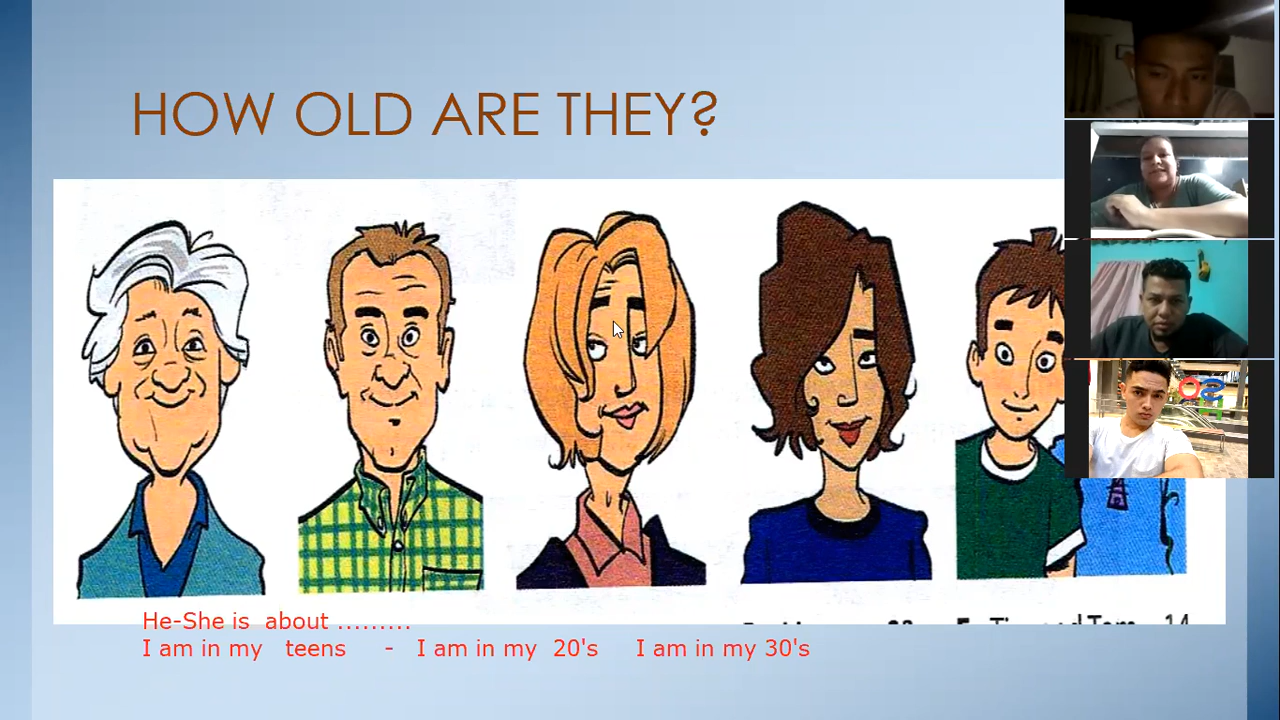 HOW OLD ARE THEY?
He-She is about .........
I am in my teens - I am in my 20's I am in my 30's